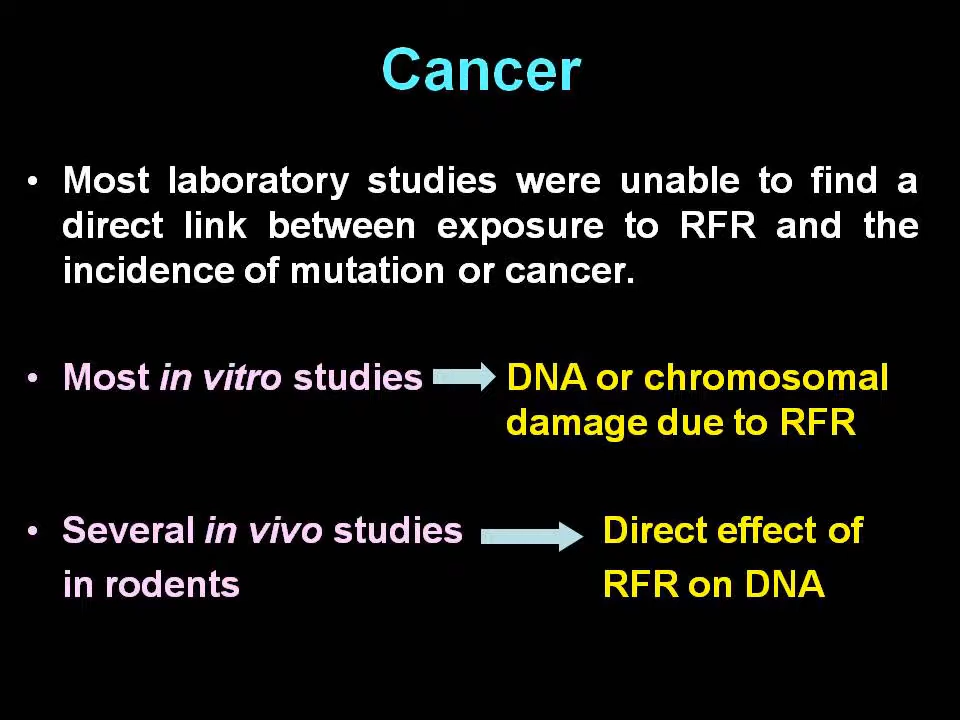 Cancer
• Most laboratory studies were unable to find a
direct link between exposure to RFR and the
incidence of mutation or cancer.
• Most in vitro studies DNA or chromosomal
damage due to RFR
• Several in vivo studies Direct effect of
in rodents RFR on DNA